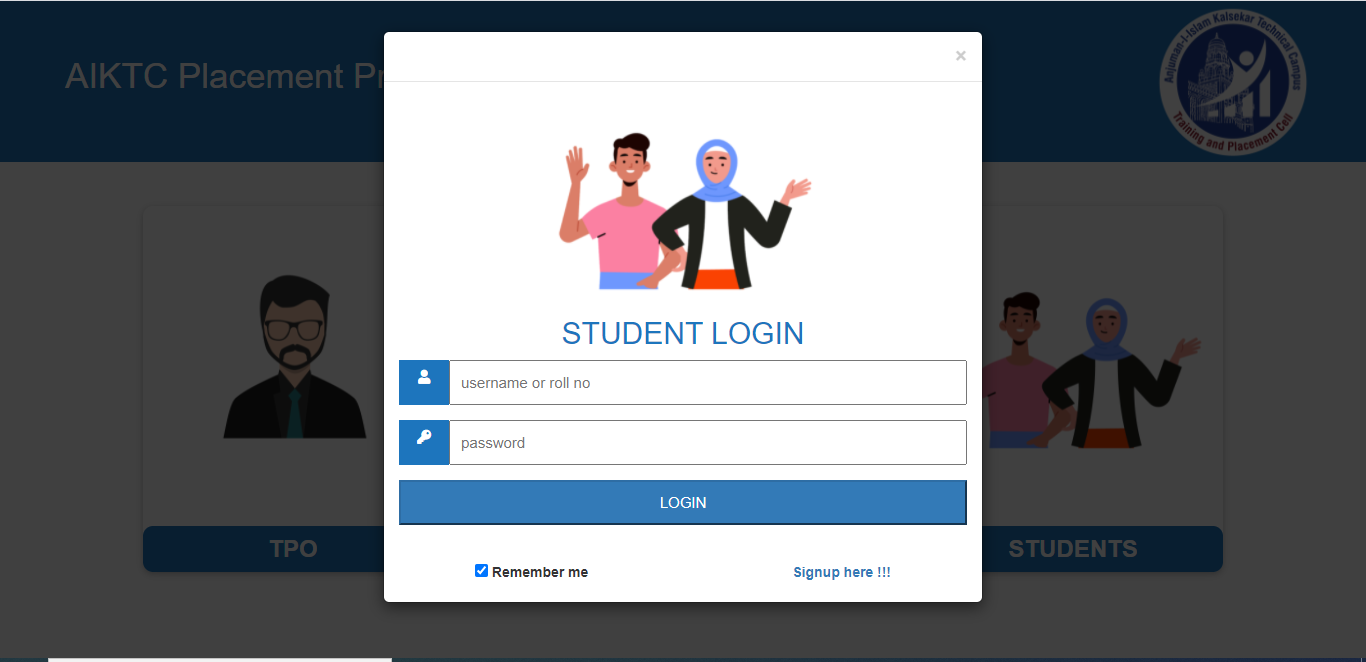 AIKTC Placement Pr
×
Anjuman-I-Islam Kalsekar Technical Campus
Training and Placement Cell
STUDENT LOGIN
username or roll no
password
LOGIN
TPO
STUDENTS
Remember me
Signup here !!!